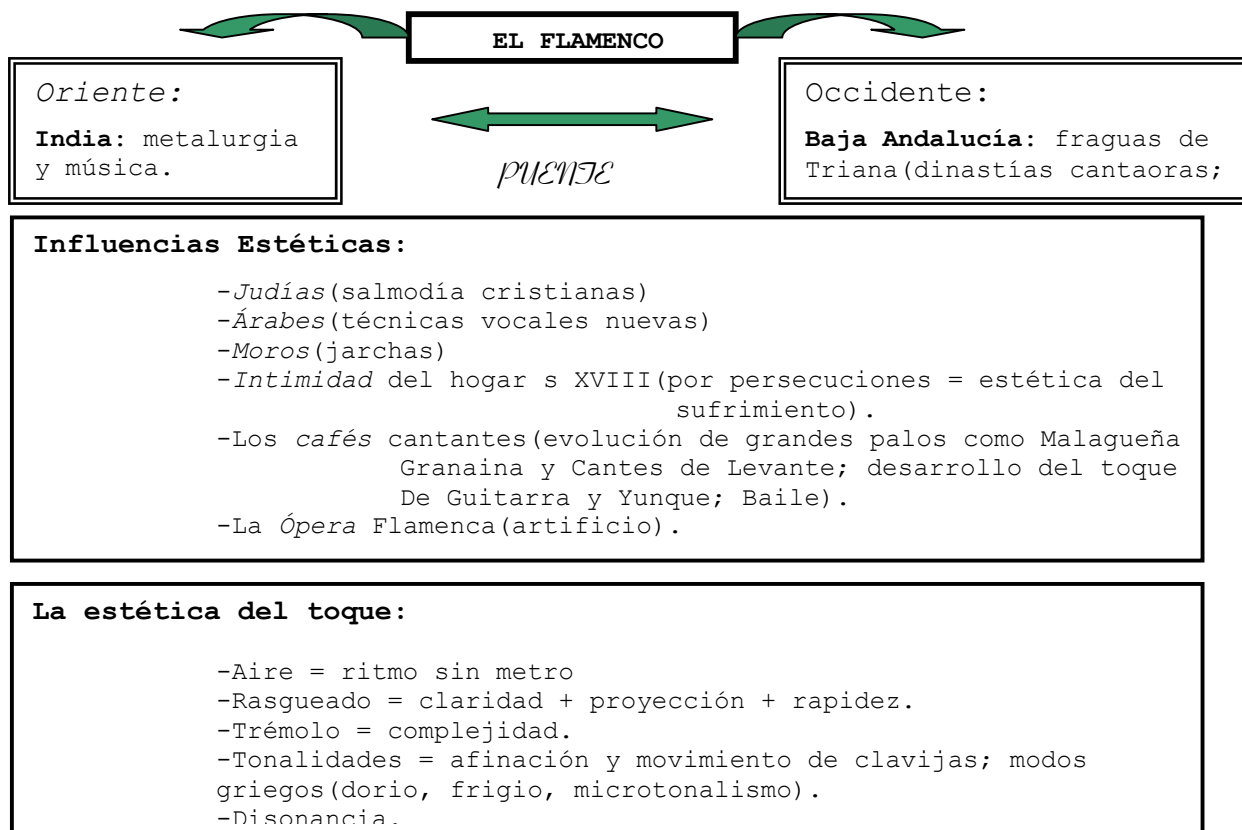 EL FLAMENCO
Oriente:
India: metalurgia
y música.
PUENTE
Occidente:
Baja Andalucía: fraguas de
Triana(dinastías cantaoras;
Influencias Estéticas:
-Judías(salmodía cristianas)
-Árabes(técnicas vocales nuevas)
-Moros(jarchas)
-Intimidad del hogar s XVIII(por persecuciones = estética del
sufrimiento).
-Los cafés cantantes(evolución de grandes palos como Malagueña
Granaina y Cantes de Levante; desarrollo del toque
De Guitarra y Yunque; Baile).
-La Ópera Flamenca(artificio).
La estética del toque:
-Aire = ritmo sin metro
-Rasgueado = claridad + proyección + rapidez.
-Trémolo = complejidad.
-Tonalidades = afinación y movimiento de clavijas; modos
griegos(dorio, frigio, microtonalismo).
-Disonancia.